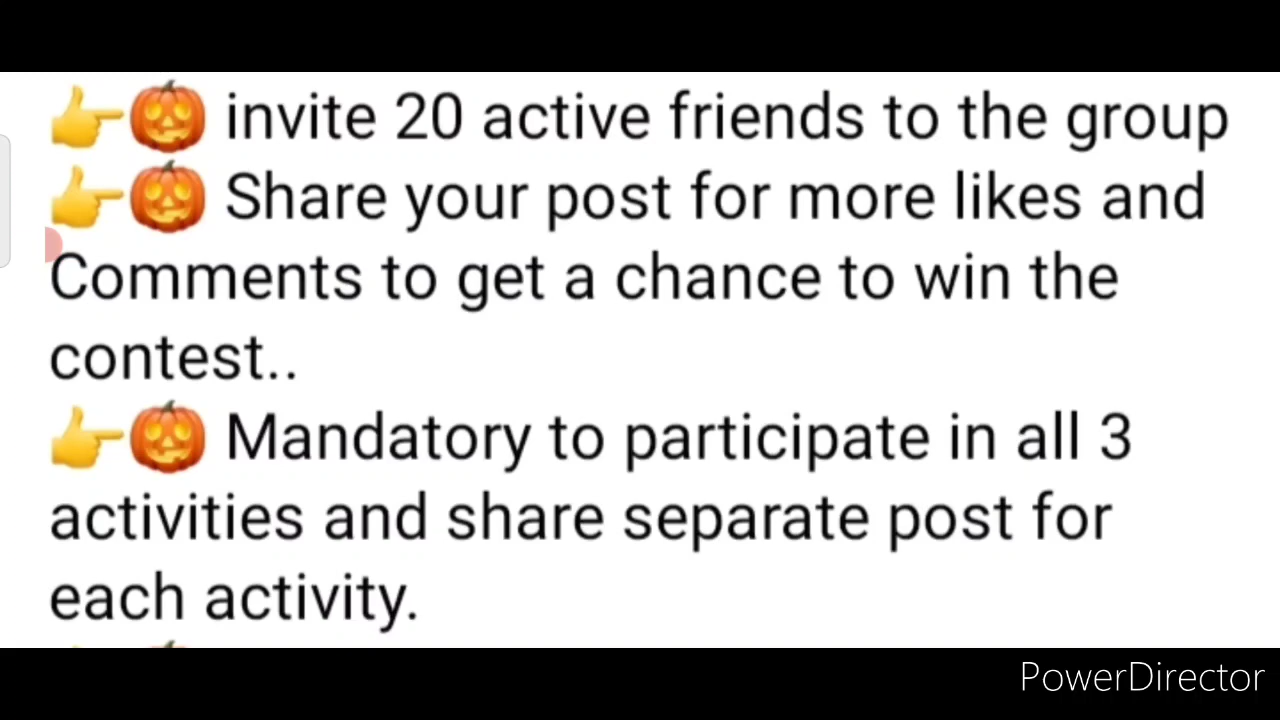 👉🎃 invite 20 active friends to the group
👉🎃 Share your post for more likes and
Comments to get a chance to win the
contest..
👉🎃 Mandatory to participate in all 3
activities and share separate post for
each activity.
PowerDirector